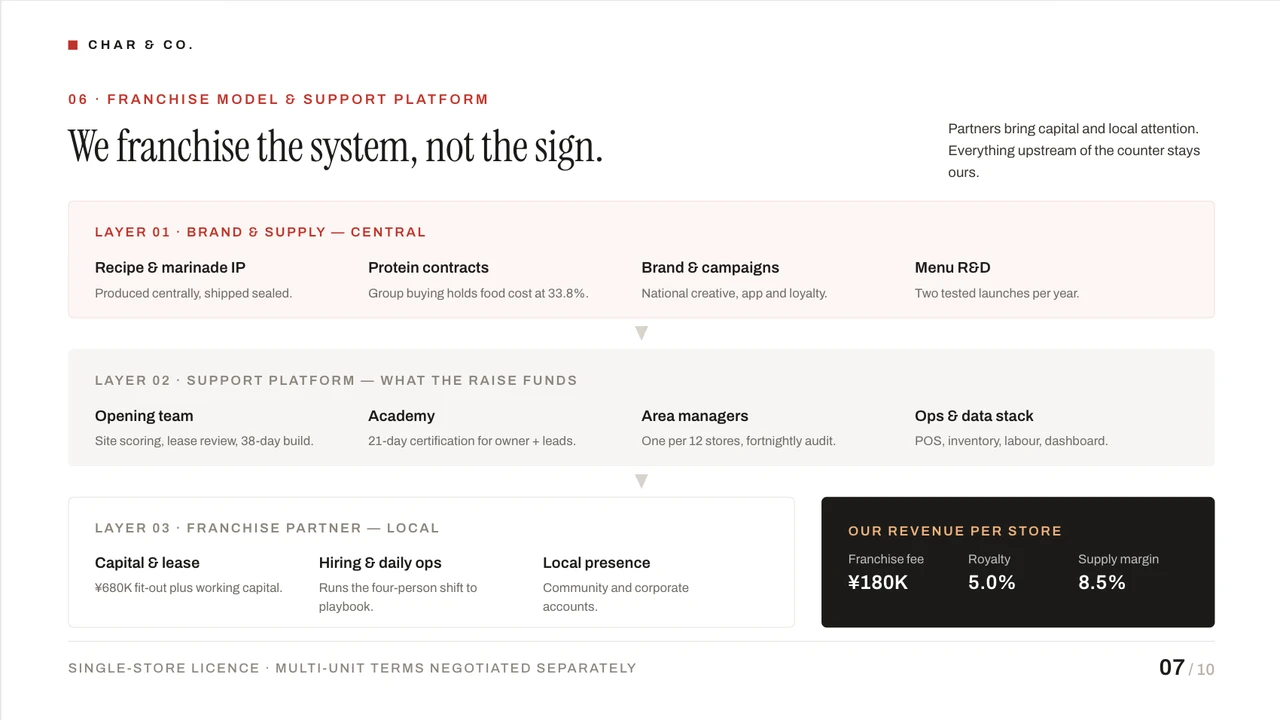 CHAR & CO.
06 · FRANCHISE MODEL & SUPPORT PLATFORM
We franchise the system, not the sign.
Partners bring capital and local attention.
Everything upstream of the counter stays
ours.
LAYER 01 · BRAND & SUPPLY — CENTRAL
Recipe & marinade IP
Produced centrally, shipped sealed.
Protein contracts
Group buying holds food cost at 33.8%.
Brand & campaigns
National creative, app and loyalty.
Menu R&D
Two tested launches per year.
LAYER 02 · SUPPORT PLATFORM — WHAT THE RAISE FUNDS
Opening team
Site scoring, lease review, 38-day build.
Academy
21-day certification for owner + leads.
Area managers
One per 12 stores, fortnightly audit.
Ops & data stack
POS, inventory, labour, dashboard.
LAYER 03 · FRANCHISE PARTNER — LOCAL
Capital & lease
¥680K fit-out plus working capital.
Hiring & daily ops
Runs the four-person shift to
playbook.
Local presence
Community and corporate
accounts.
OUR REVENUE PER STORE
Franchise fee
¥180K
Royalty
5.0%
Supply margin
8.5%
SINGLE-STORE LICENCE · MULTI-UNIT TERMS NEGOTIATED SEPARATELY
07 / 10